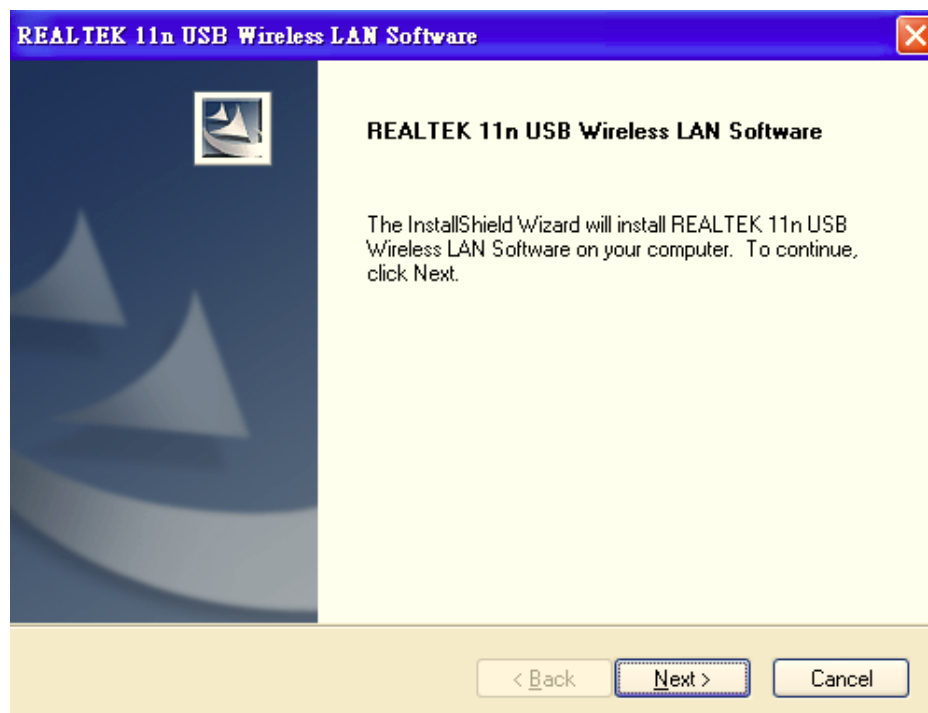 REALTEK 11n USB Wireless LAN Software
REALTEK 11n USB Wireless LAN Software
The InstallShield Wizard will install REALTEK 11n USB
Wireless LAN Software on your computer.  To continue,
click Next.
< Back
Next >
Cancel